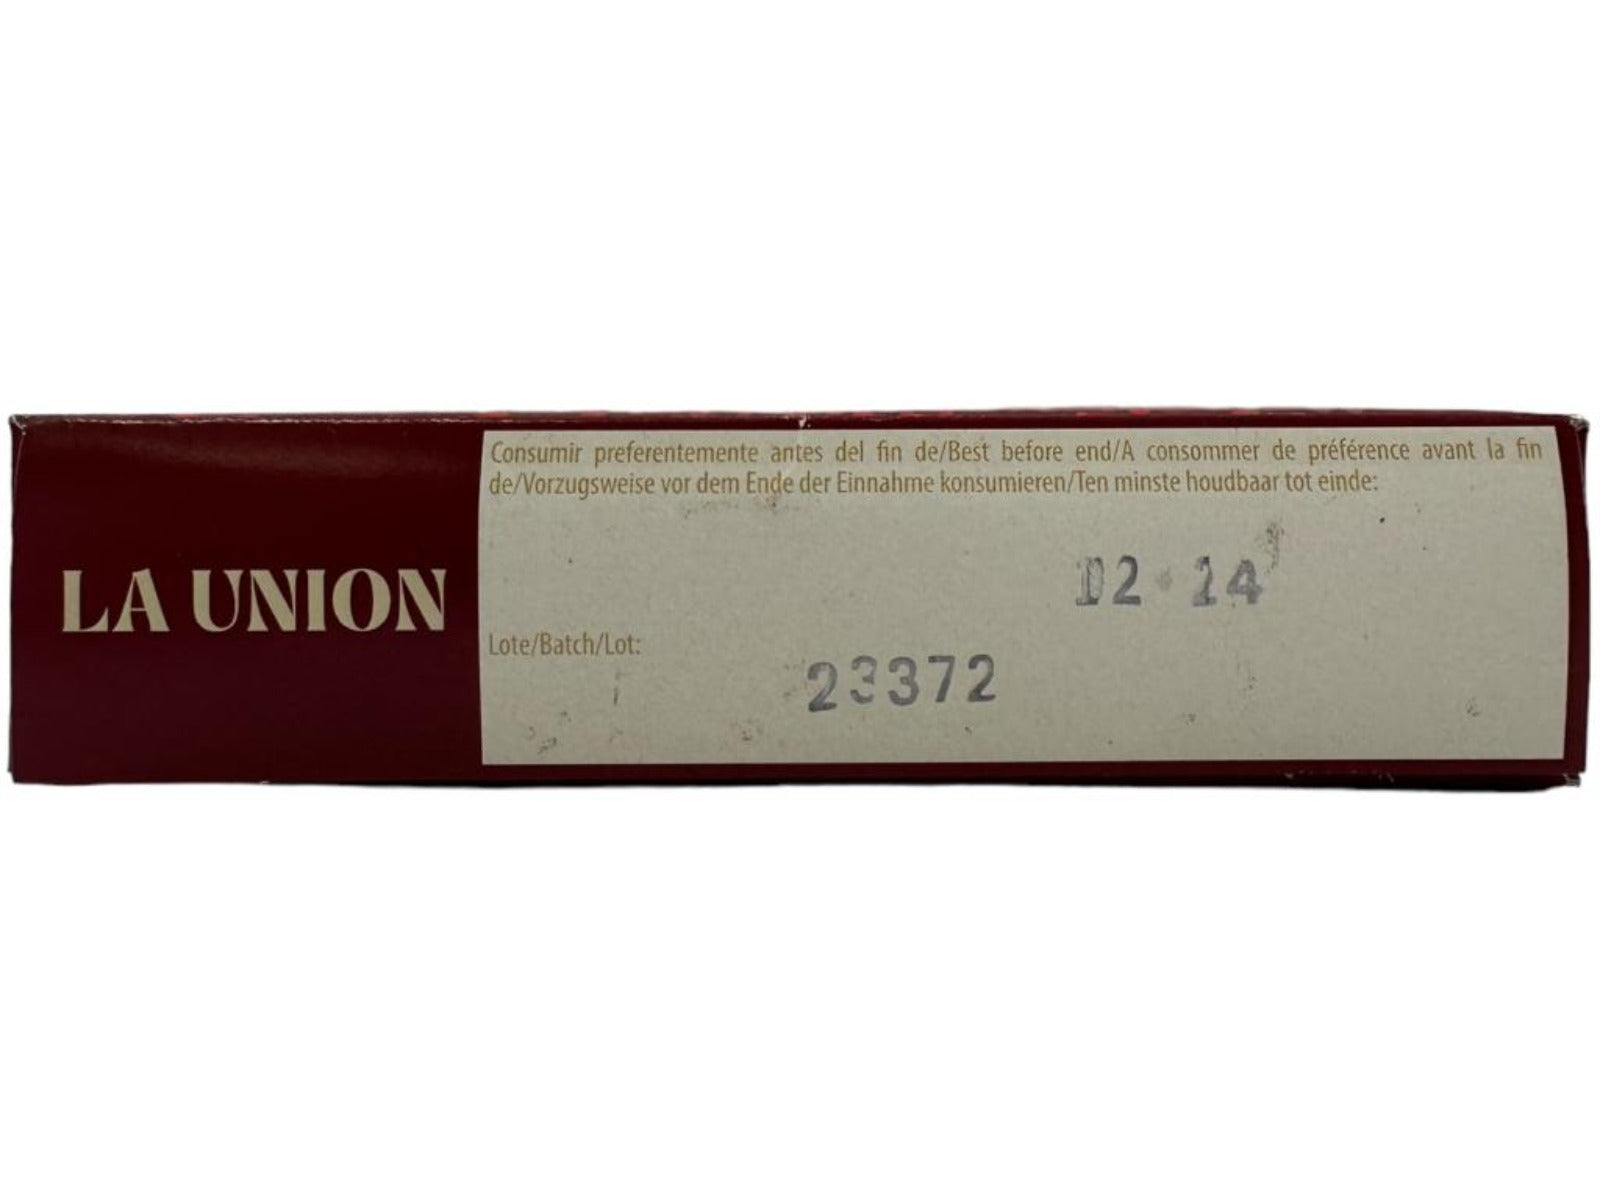 LA UNION
Consumir preferentemente antes del fin de/Best before end/A consommer de préférence avant la fin
de/Vorzugsweise vor dem Ende der Einnahme konsumieren/Ten minste houdbaar tot einde:
12 24
Lote/Batch/Lot:
23372